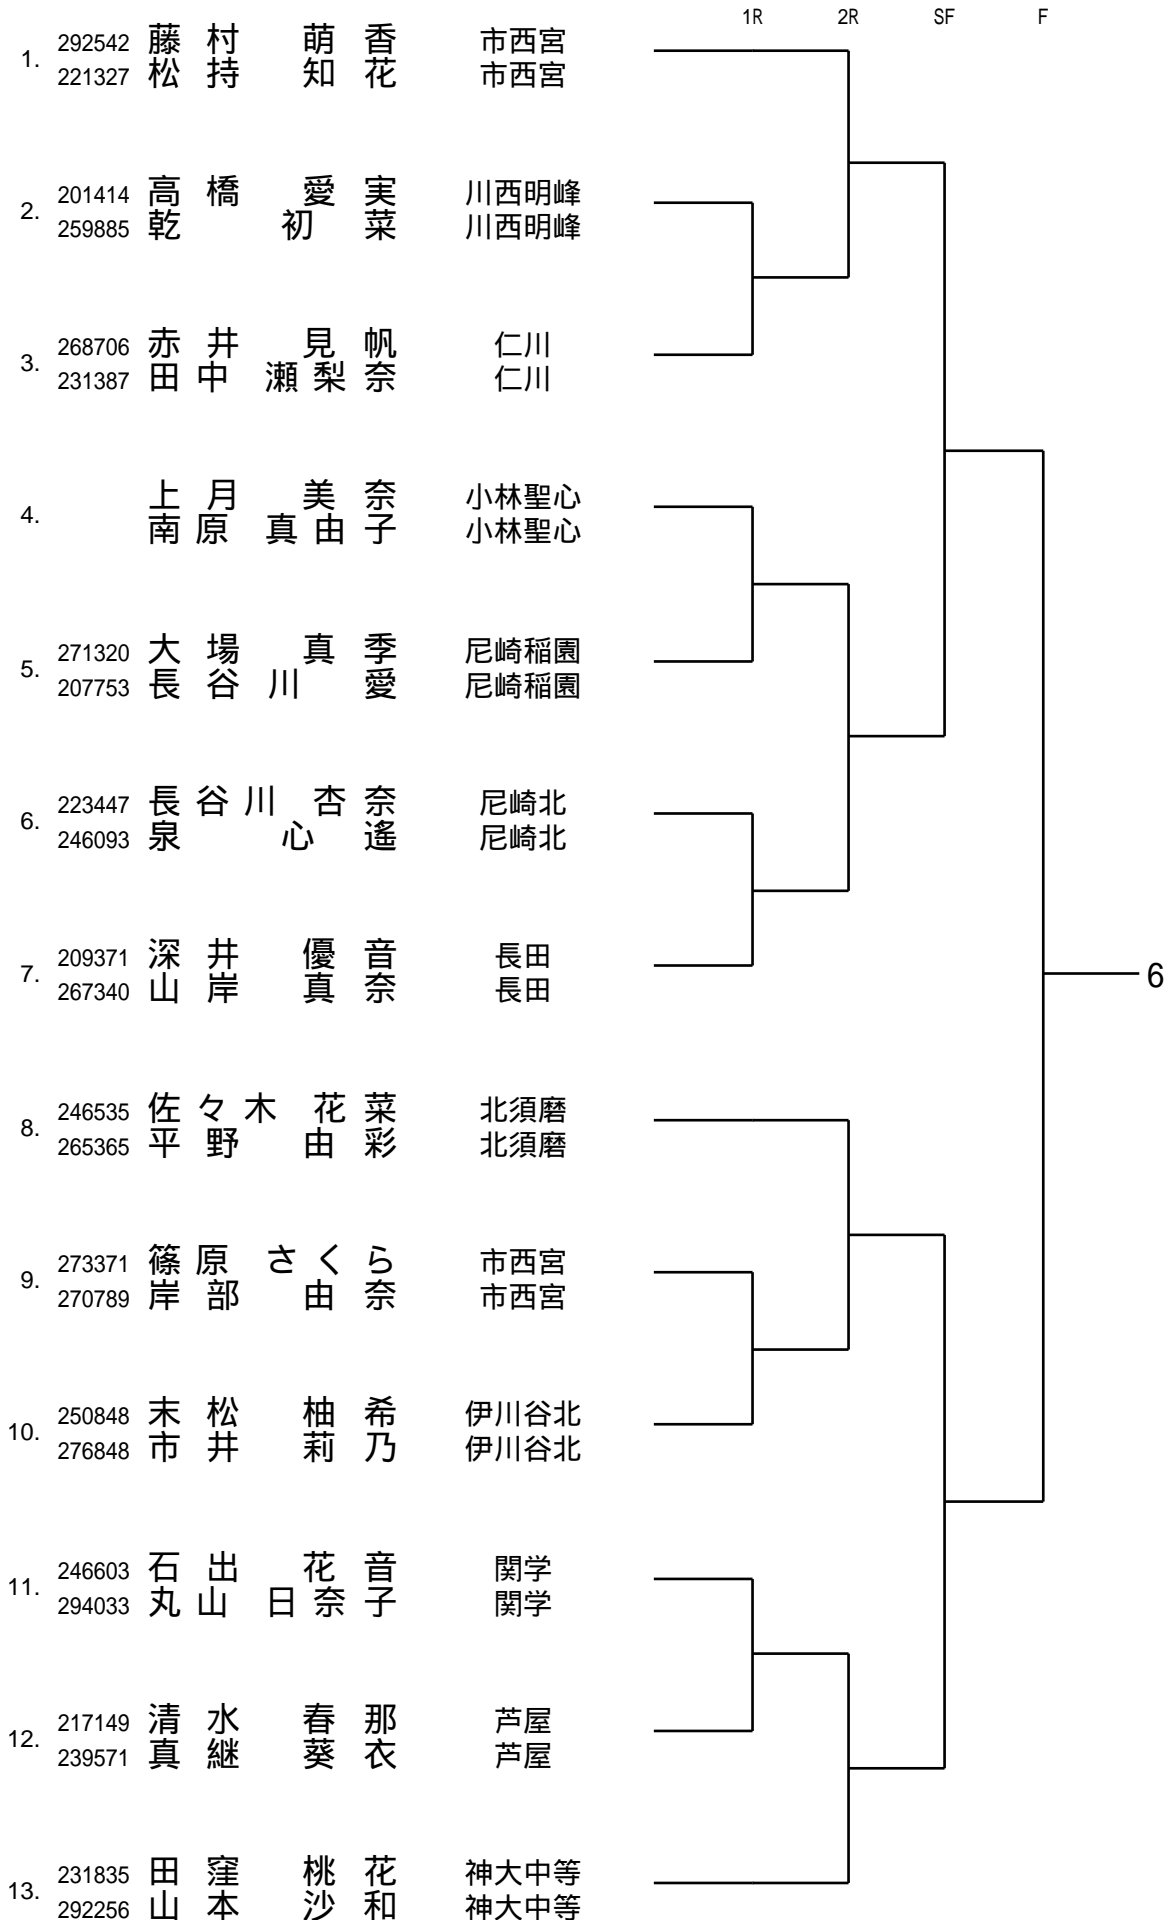 1R 2R SF F
1. 292542 藤村 萌香 市西宮
221327 松持 知花 市西宮
2. 201414 高橋 愛実 川西明峰
259885 乾 初菜 川西明峰
3. 268706 赤井 見帆 仁川
231387 田中 瀬梨奈 仁川
4. 上月 美奈 小林聖心
南原 真由子 小林聖心
5. 271320 大場 真季 尼崎稲園
207753 長谷川 愛 尼崎稲園
6. 223447 長谷川 杏奈 尼崎北
246093 泉 心遙 尼崎北
7. 209371 深井 優音 長田
267340 山岸 真奈 長田
6
8. 246535 佐々木 花菜 北須磨
265365 平野 由彩 北須磨
9. 273371 篠原 さくら 市西宮
270789 岸部 由奈 市西宮
10. 250848 末松 柚希 伊川谷北
276848 市井 莉乃 伊川谷北
11. 246603 石出 花音 関学
294033 丸山 日奈子 関学
12. 217149 清水 春那 芦屋
239571 真継 葵衣 芦屋
13. 231835 田窪 桃花 神大中等
292256 山本 沙和 神大中等